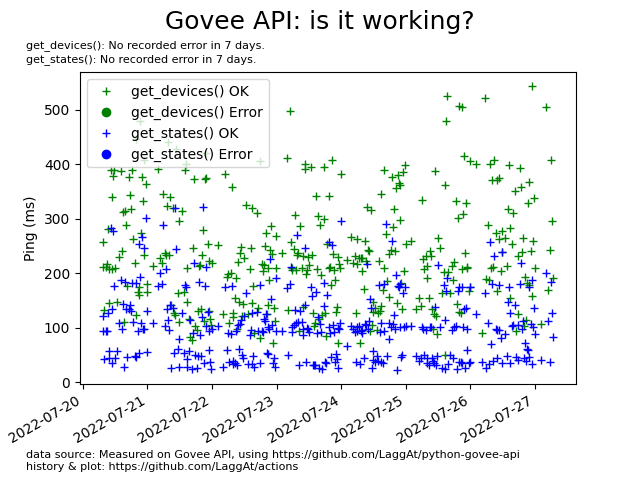 Govee API: is it working?
get_devices(): No recorded error in 7 days.
get_states(): No recorded error in 7 days.
get_devices() OK
get_devices() Error
get_states() OK
get_states() Error
Ping (ms)
500
400
300
200
100
0
2022-07-20
2022-07-21
2022-07-22
2022-07-23
2022-07-24
2022-07-25
2022-07-26
2022-07-27
data source: Measured on Govee API, using https://github.com/LaggAt/python-govee-api
history & plot: https://github.com/LaggAt/actions